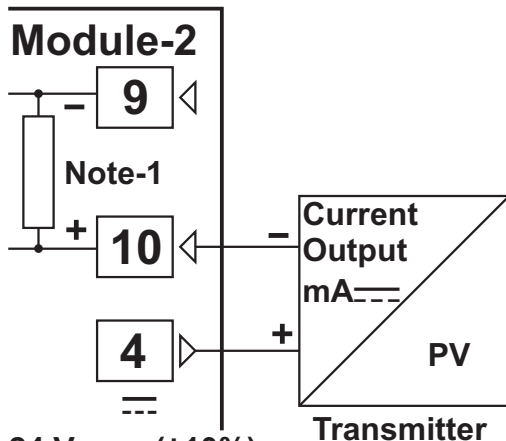 Module-2
− 9
Note-1
+ 10
4
Current
Output
mA
−
+
PV
Transmitter